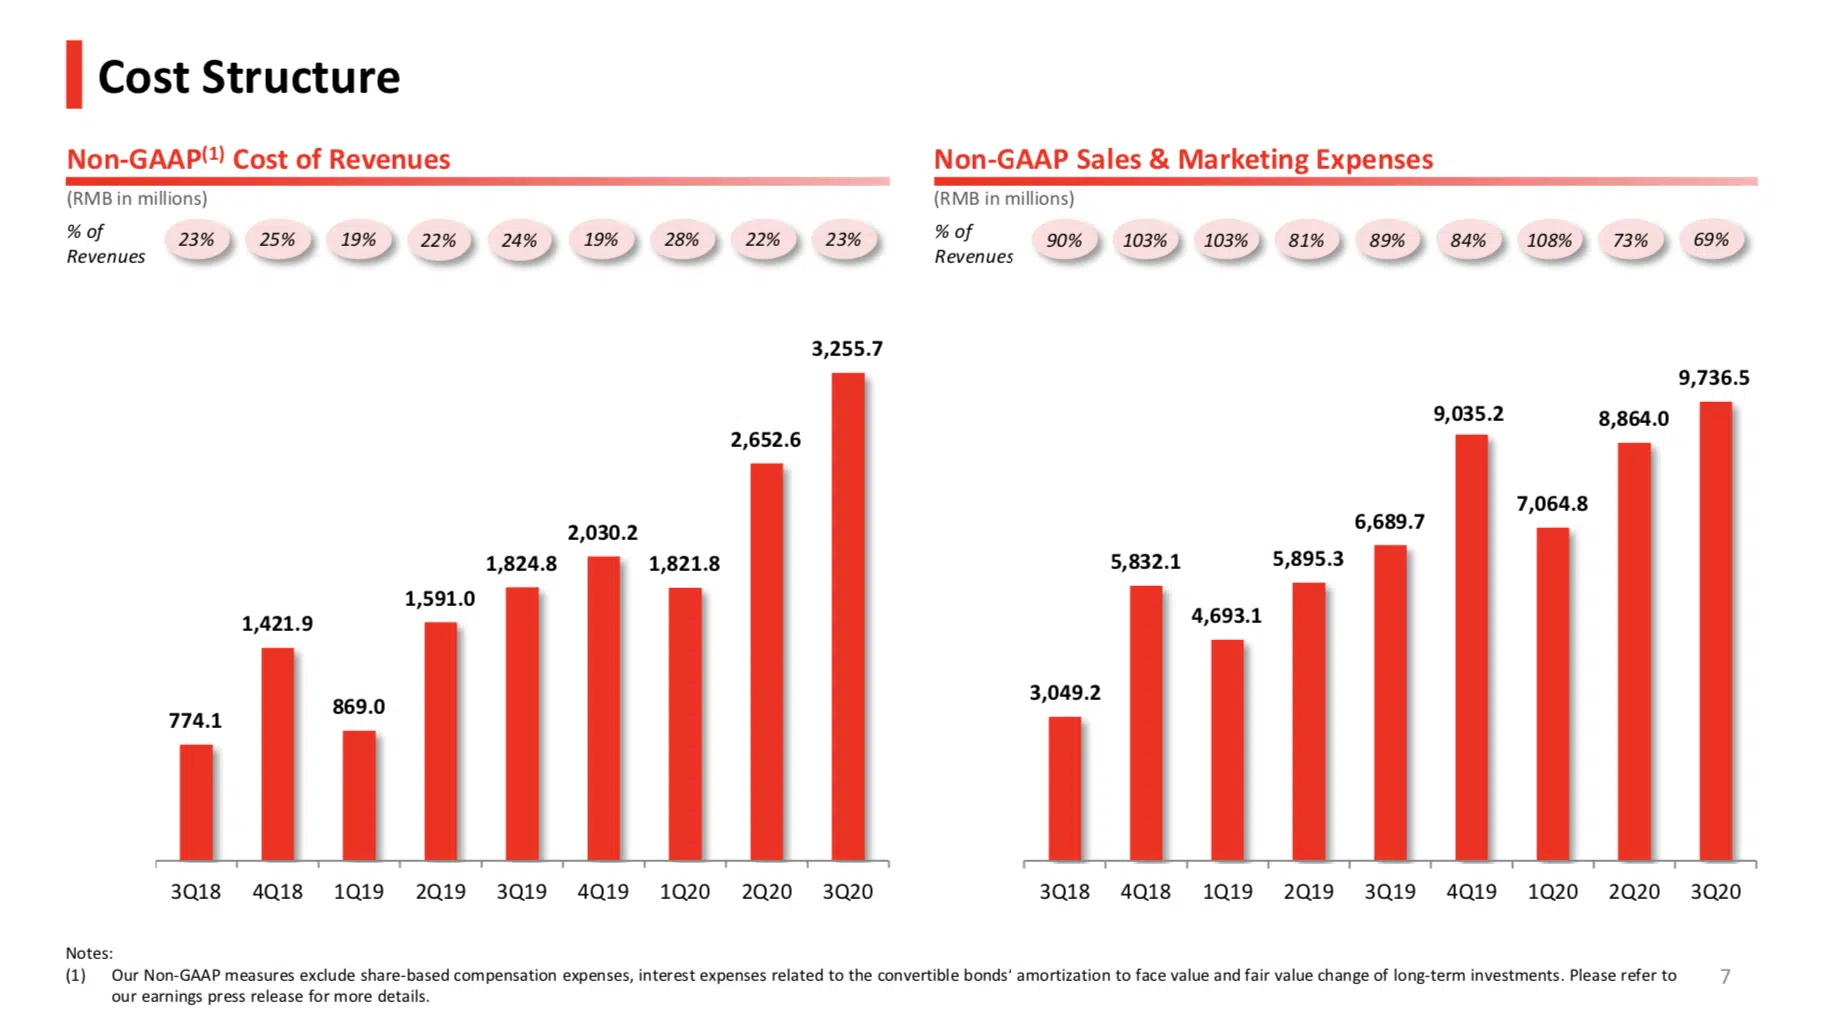 Cost Structure
Non-GAAP(1) Cost of Revenues
(RMB in millions)
% of
Revenues
23% 25% 19% 22% 24% 19% 28% 22% 23%
774.1
1,421.9
869.0
1,591.0
1,824.8
2,030.2
1,821.8
2,652.6
3,255.7
3Q18 4Q18 1Q19 2Q19 3Q19 4Q19 1Q20 2Q20 3Q20
Non-GAAP Sales & Marketing Expenses
(RMB in millions)
% of
Revenues
90% 103% 103% 81% 89% 84% 108% 73% 69%
3,049.2
5,832.1
4,693.1
5,895.3
6,689.7
9,035.2
7,064.8
8,864.0
9,736.5
3Q18 4Q18 1Q19 2Q19 3Q19 4Q19 1Q20 2Q20 3Q20
Notes:
(1) Our Non-GAAP measures exclude share-based compensation expenses, interest expenses related to the convertible bonds' amortization to face value and fair value change of long-term investments. Please refer to
our earnings press release for more details.
7